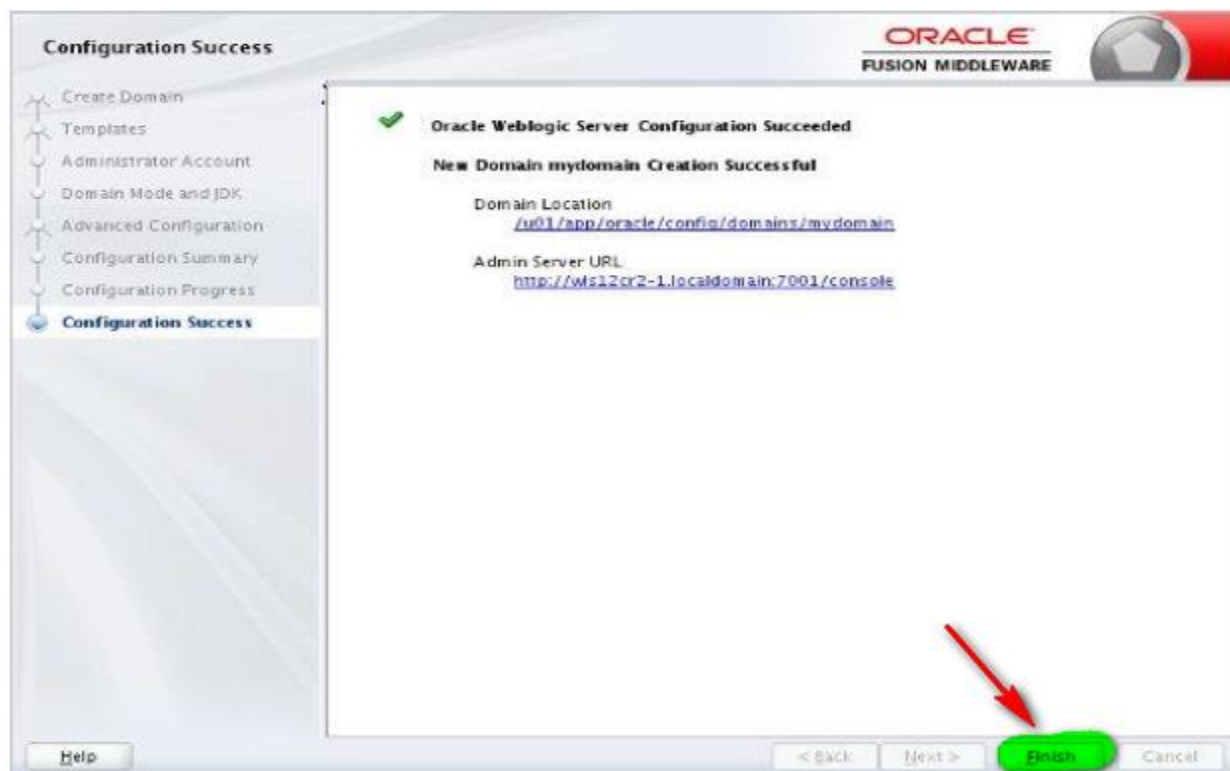 Configuration Success
ORACLE
FUSION MIDDLEWARE
Create Domain
Templates
Administrator Account
Domain Mode and JDK
Advanced Configuration
Configuration Summary
Configuration Progress
Configuration Success
Oracle Weblogic Server Configuration Succeeded
New Domain mydomain Creation Successful
Domain Location
/u01/app/oracle/config/domains/mydomain
Admin Server URL
http://wls12cr2-1.localdomain:7001/console
Help
< Back
Next >
Finish
Cancel